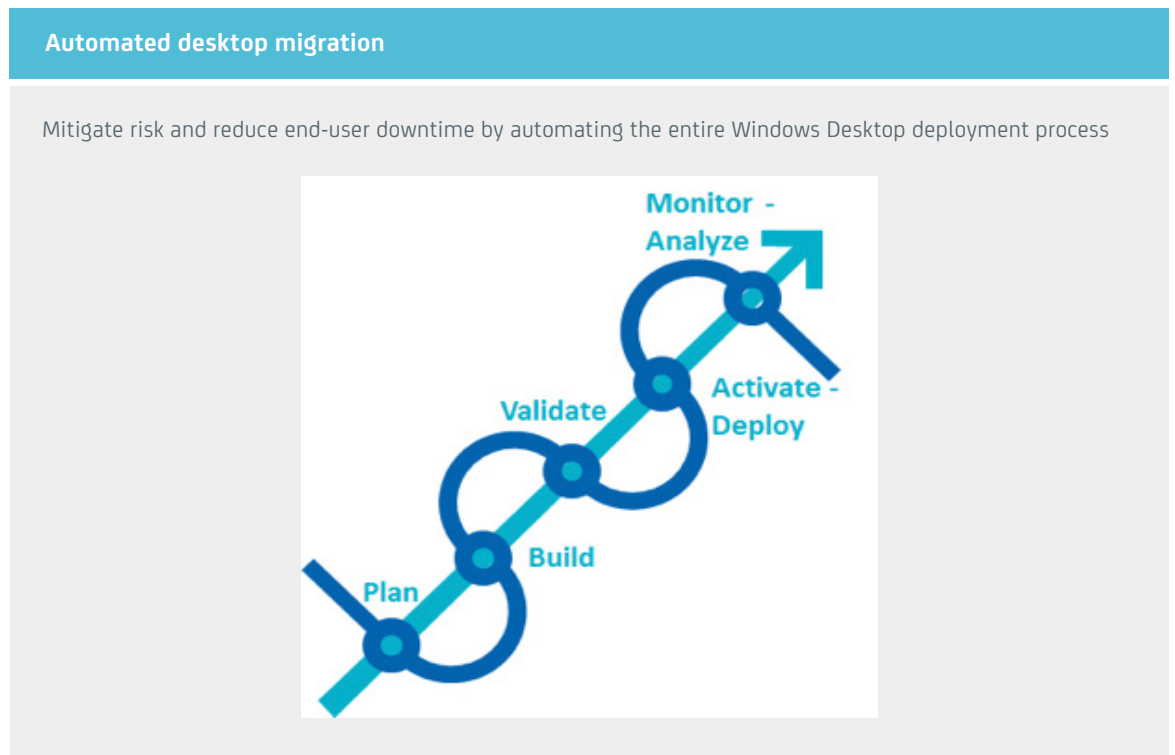 Automated desktop migration
Mitigate risk and reduce end-user downtime by automating the entire Windows Desktop deployment process
Monitor -
Analyze
Activate -
Deploy
Validate
Build
Plan